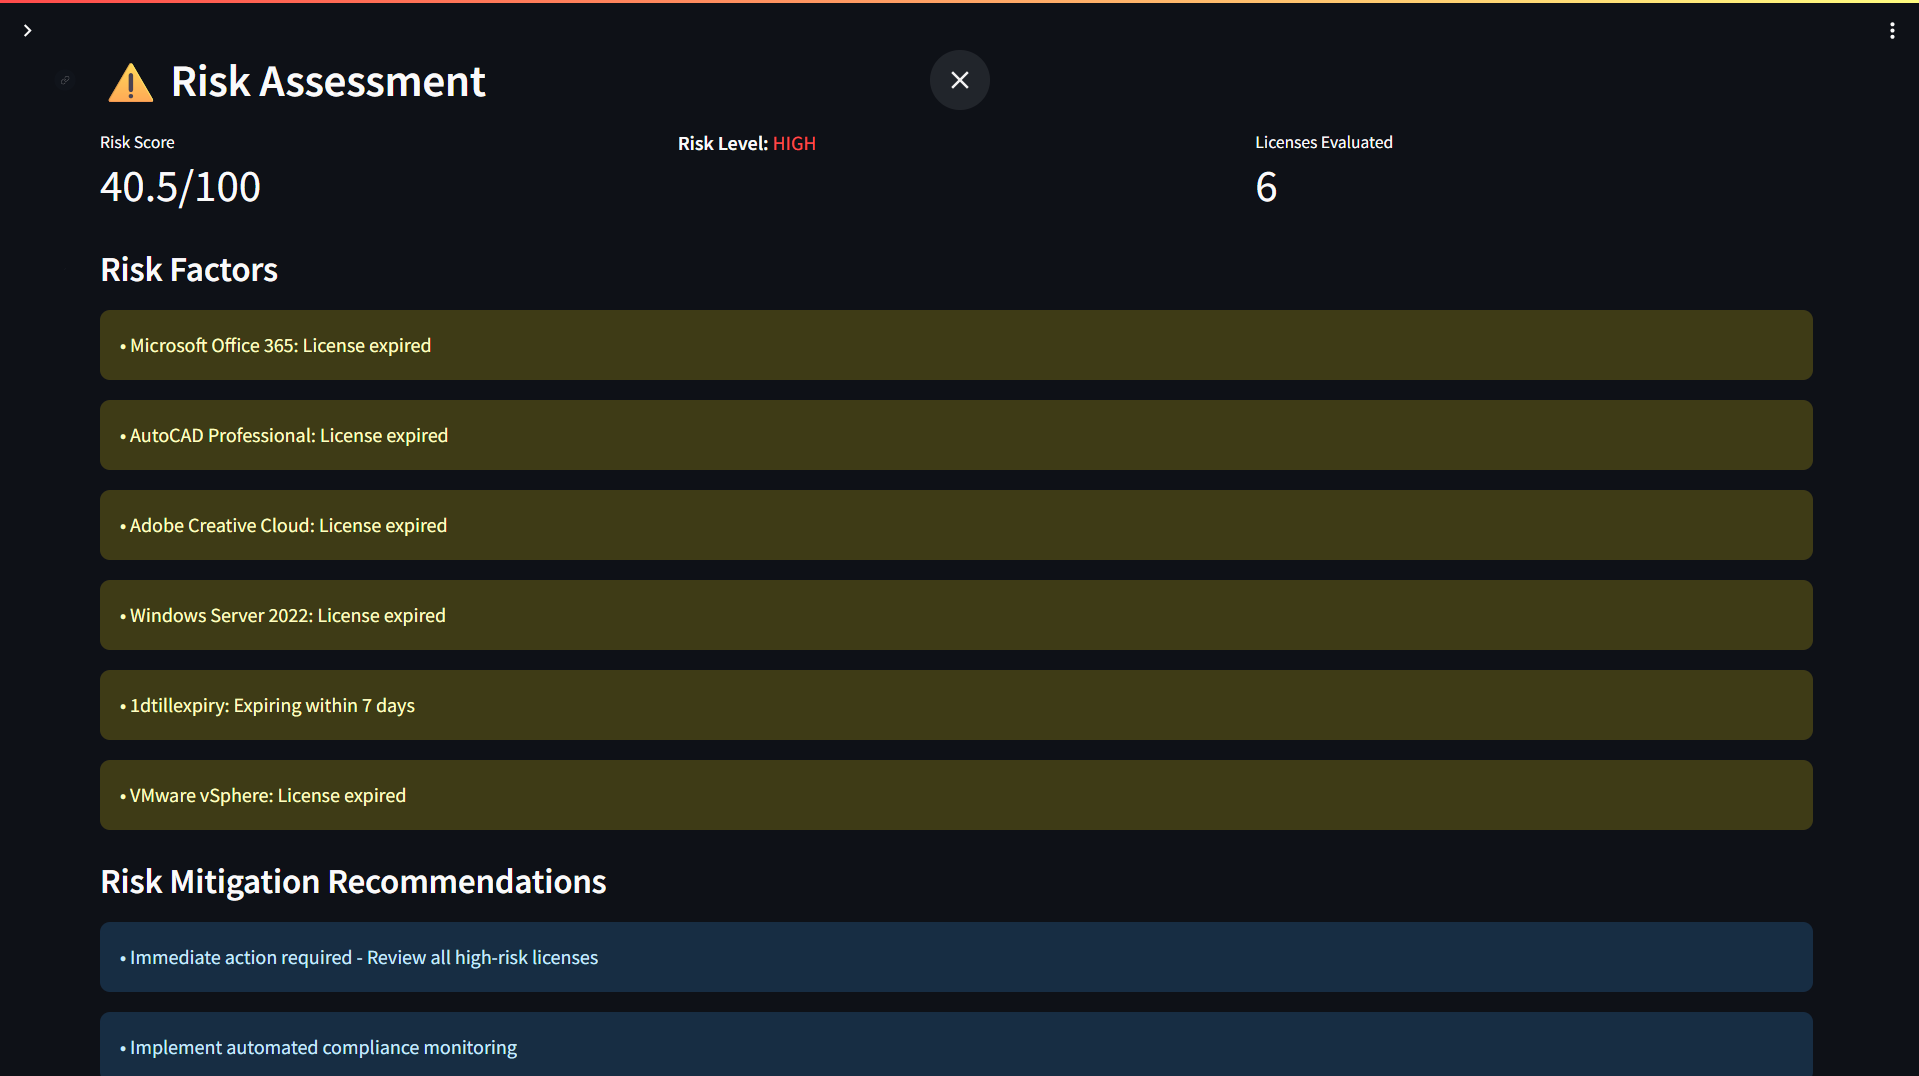 Risk Assessment
Risk Score
Risk Level: HIGH
Licenses Evaluated
40.5/100
6
Risk Factors
• Microsoft Office 365: License expired
• AutoCAD Professional: License expired
• Adobe Creative Cloud: License expired
• Windows Server 2022: License expired
• 1dtillexpiry: Expiring within 7 days
• VMware vSphere: License expired
Risk Mitigation Recommendations
• Immediate action required - Review all high-risk licenses
• Implement automated compliance monitoring